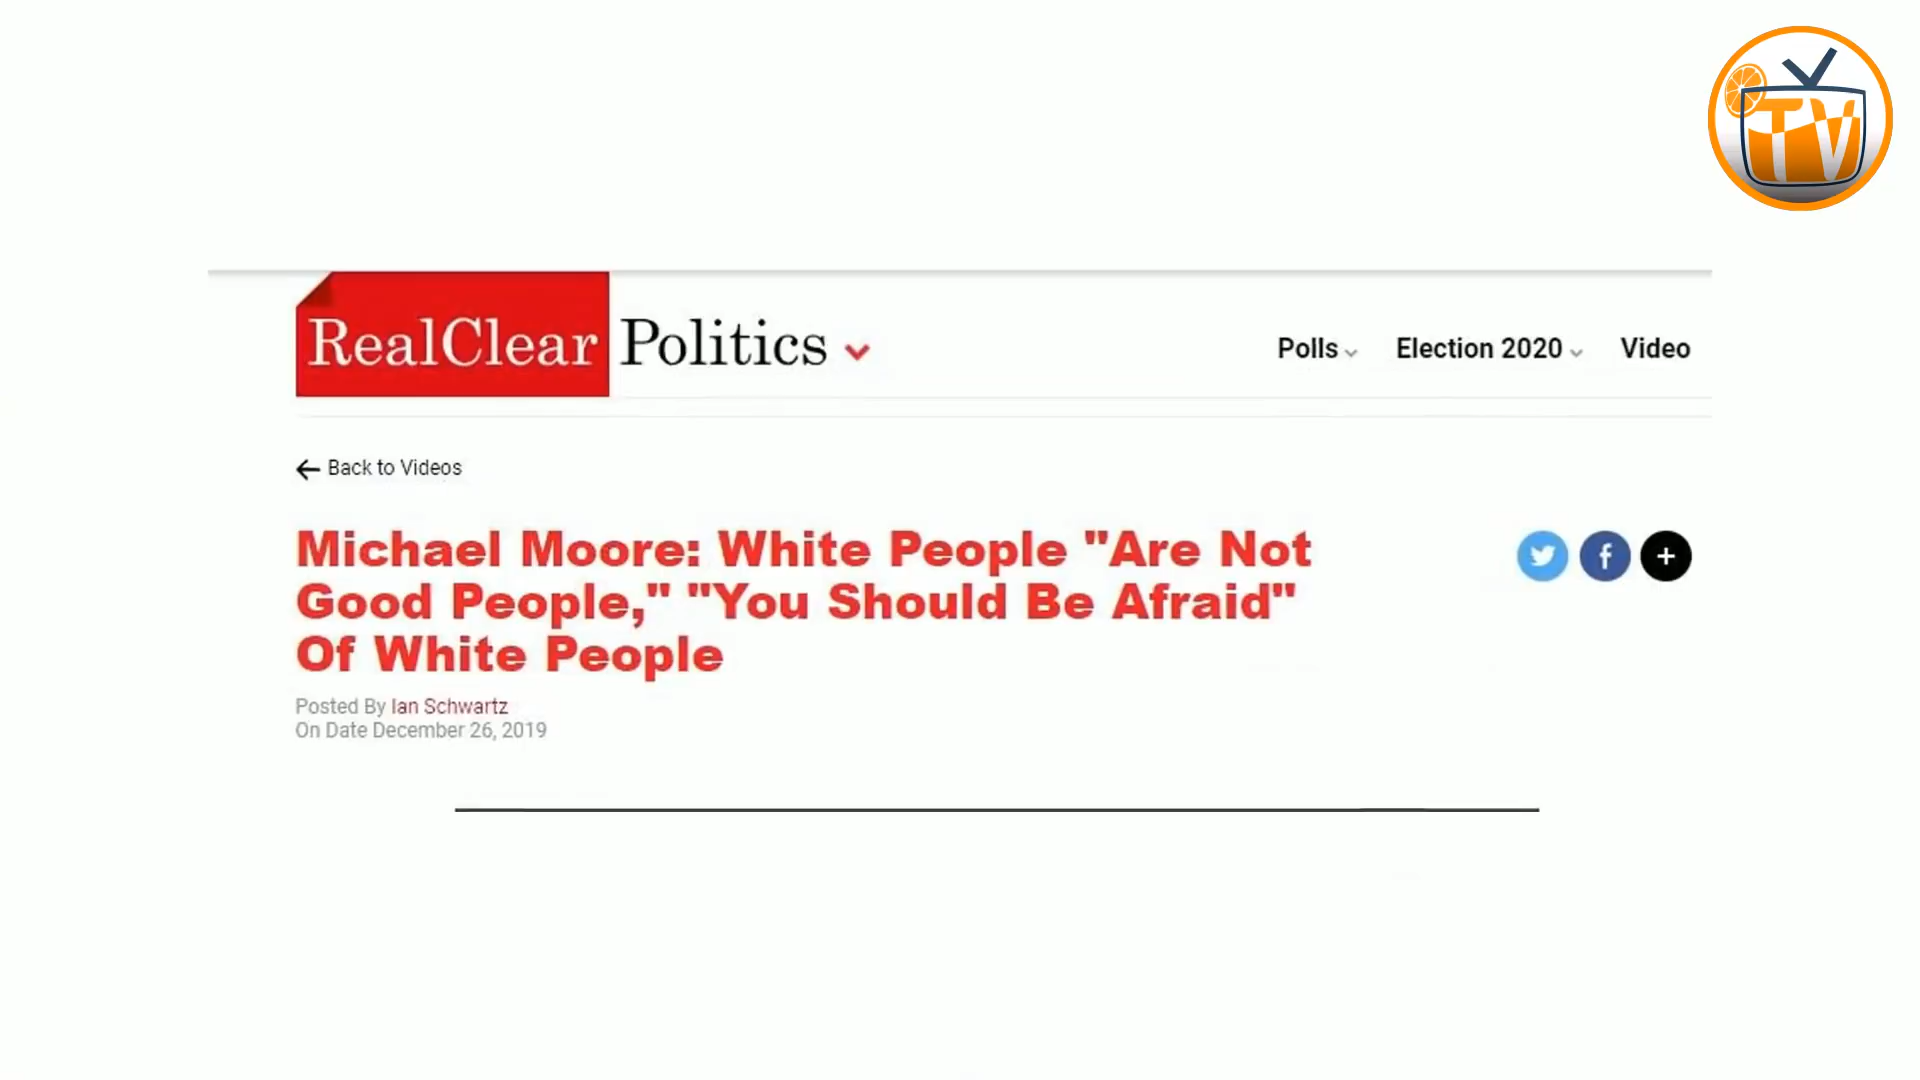 TV
RealClear Politics
Polls Election 2020 Video
Back to Videos
Michael Moore: White People "Are Not
Good People," "You Should Be Afraid"
Of White People
Posted By Ian Schwartz
On Date December 26, 2019